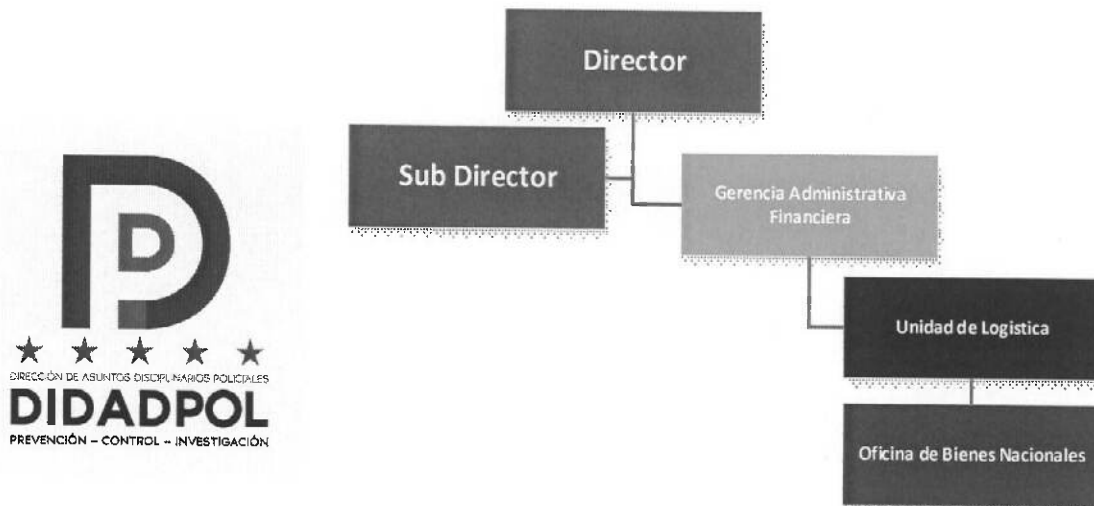 Director
Sub Director
Gerencia Administrativa
Financiera
Unidad de Logistica
Oficina de Bienes Nacionales
DIRECCIÓN DE ASUNTOS DISCIPLINARIOS POLICIALES
DIDADPOL
PREVENCIÓN – CONTROL – INVESTIGACIÓN